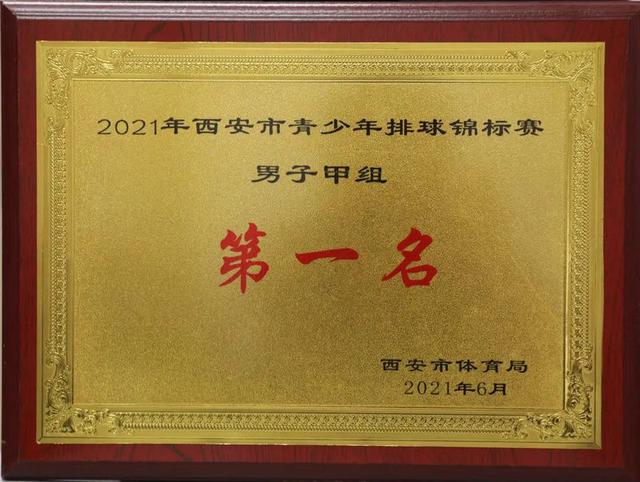 2021年西安市青少年排球锦标赛
男子甲组
第一名
西安市体育局
2021年6月